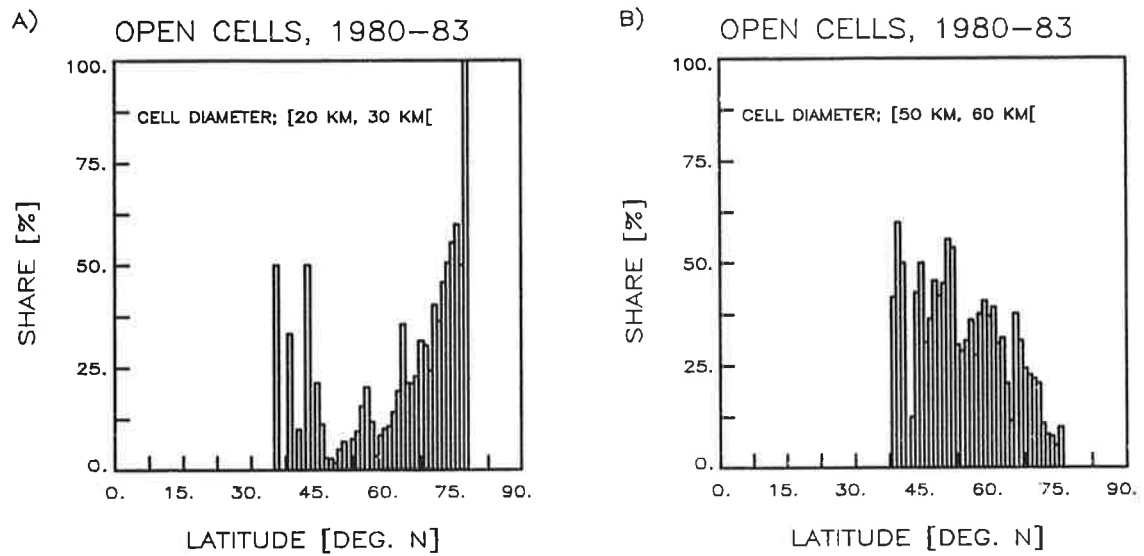 A)
OPEN CELLS, 1980-83
100.
75.
50.
25.
0.
CELL DIAMETER; [20 KM, 30 KM[
SHARE [%]
0. 15. 30. 45. 60. 75. 90.
LATITUDE [DEG. N]
B)
OPEN CELLS, 1980-83
100.
75.
50.
25.
0.
CELL DIAMETER; [50 KM, 60 KM[
SHARE [%]
0. 15. 30. 45. 60. 75. 90.
LATITUDE [DEG. N]